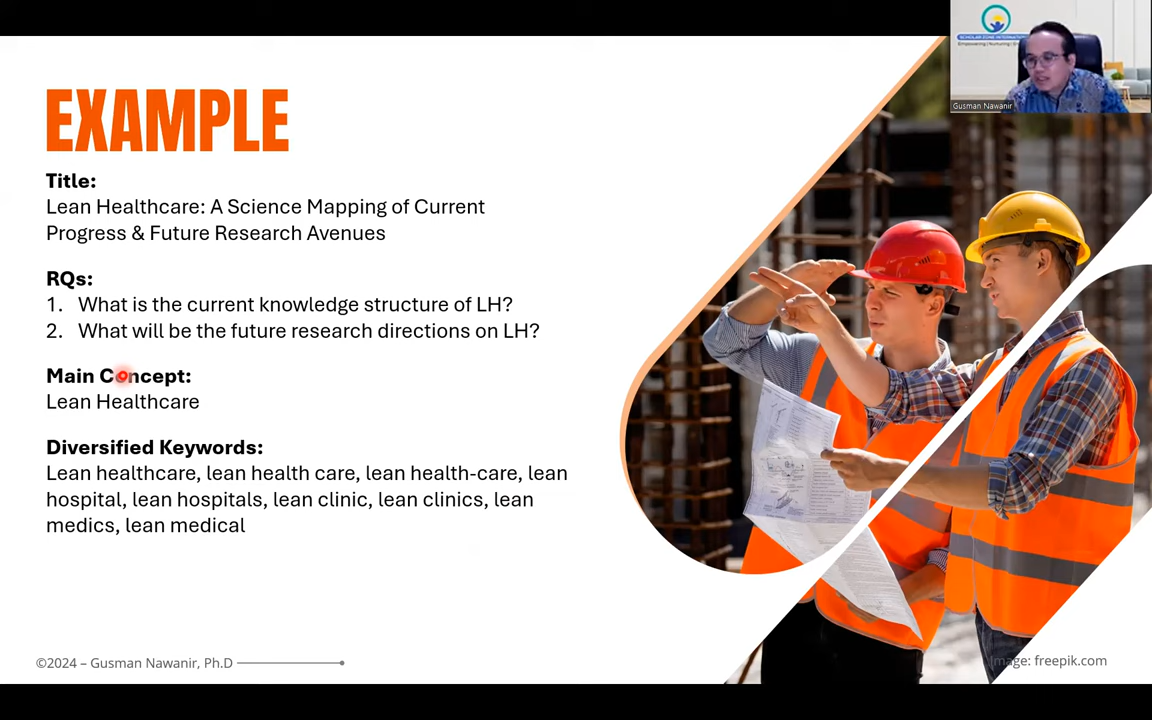 SCHOLAR ZONE INTERNATIONAL
Gusman Nawanir
EXAMPLE
Title:
Lean Healthcare: A Science Mapping of Current
Progress & Future Research Avenues
RQs:
1. What is the current knowledge structure of LH?
2. What will be the future research directions on LH?
Main Concept:
Lean Healthcare
Diversified Keywords:
Lean healthcare, lean health care, lean health-care, lean
hospital, lean hospitals, lean clinic, lean clinics, lean
medics, lean medical
©2024 – Gusman Nawanir, Ph.D
Image: freepik.com